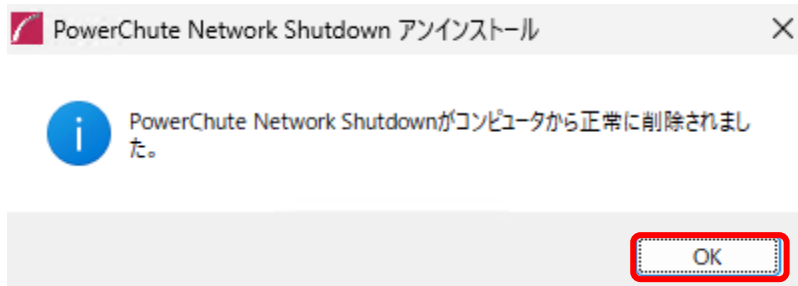 PowerChute Network Shutdown アンインストール
PowerChute Network Shutdownがコンピュータから正常に削除されまし
た。
OK